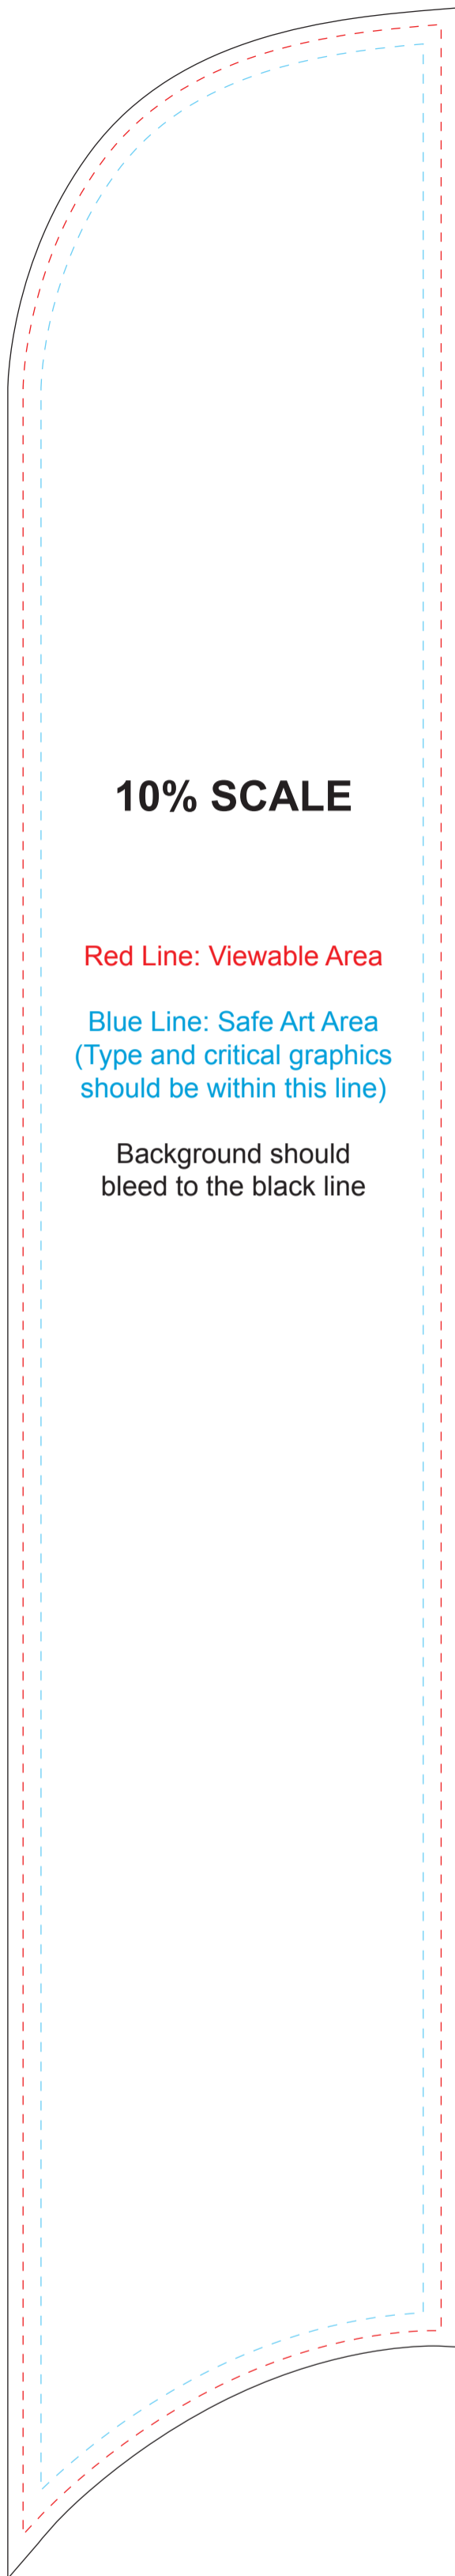 10% SCALE
Red Line: Viewable Area
Blue Line: Safe Art Area
(Type and critical graphics
should be within this line)
Background should
bleed to the black line